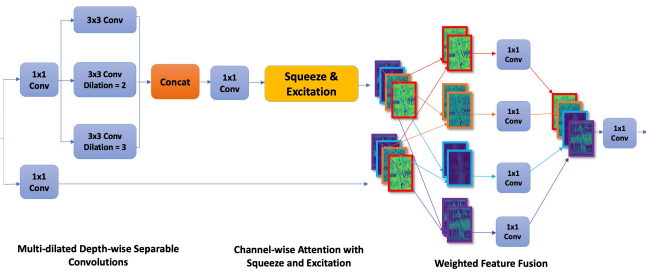 3x3 Conv
1x1
Conv
3x3 Conv
Dilation = 2
Concat
1x1
Conv
Squeeze &
Excitation
3x3 Conv
Dilation = 3
1x1
Conv
1x1
Conv
1x1
Conv
1x1
Conv
1x1
Conv
1x1 Conv
Multi-dilated Depth-wise Separable
Convolutions
Channel-wise Attention with
Squeeze and Excitation
Weighted Feature Fusion